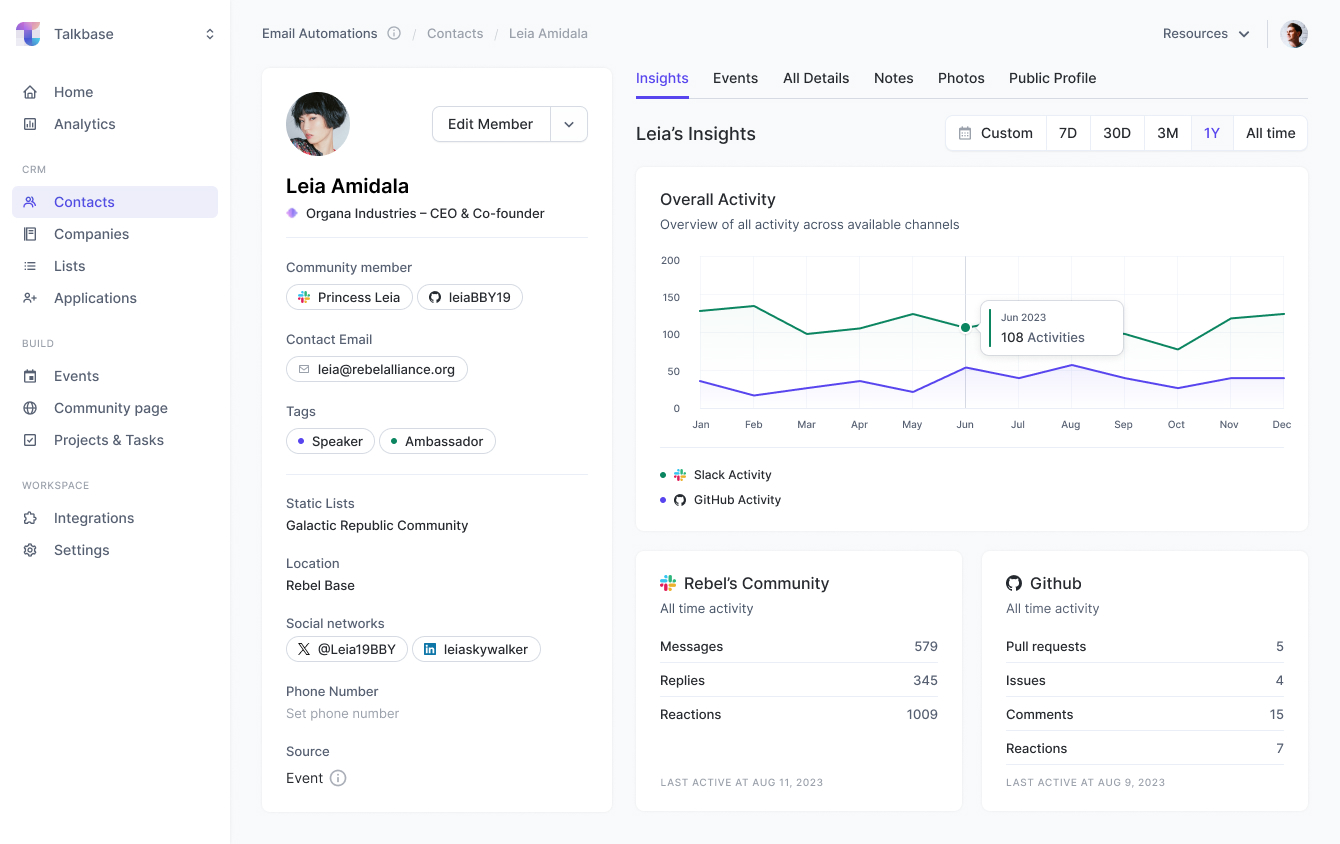 Talkbase
Home
Analytics
CRM
Contacts
Companies
Lists
Applications
BUILD
Events
Community page
Projects & Tasks
WORKSPACE
Integrations
Settings
Email Automations / Contacts / Leia Amidala
Resources
Edit Member
Leia Amidala
Organa Industries – CEO & Co-founder
Community member
Princess Leia
leiaBBY19
Contact Email
leia@rebelalliance.org
Tags
Speaker
Ambassador
Static Lists
Galactic Republic Community
Location
Rebel Base
Social networks
@Leia19BBY
leiaskywalker
Phone Number
Set phone number
Source
Event
Insights Events All Details Notes Photos Public Profile
Leia’s Insights
Custom 7D 30D 3M 1Y All time
Overall Activity
Overview of all activity across available channels
200
150
100
50
0
Jun 2023
108 Activities
Jan Feb Mar Apr May Jun Jul Aug Sep Oct Nov Dec
Slack Activity
GitHub Activity
Rebel’s Community
All time activity
Messages 579
Replies 345
Reactions 1009
LAST ACTIVE AT AUG 11, 2023
Github
All time activity
Pull requests 5
Issues 4
Comments 15
Reactions 7
LAST ACTIVE AT AUG 9, 2023